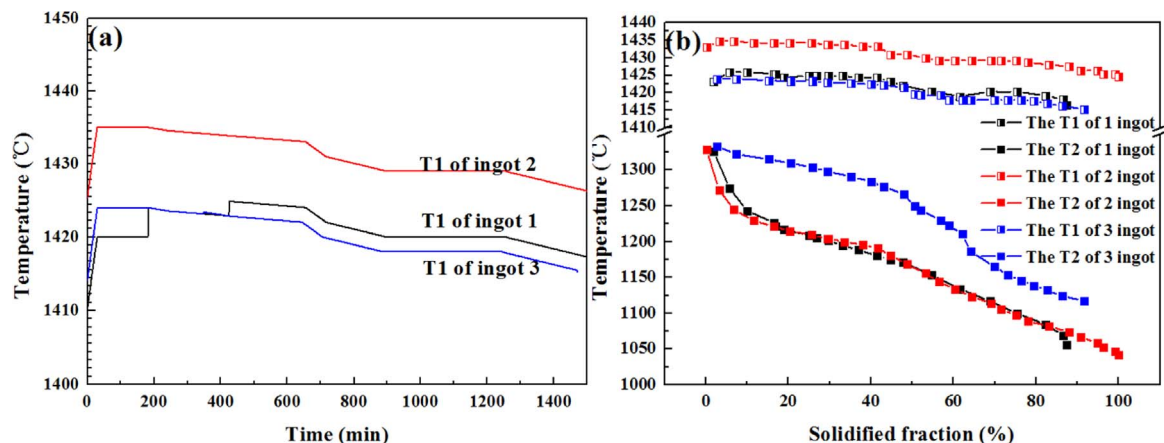 (a)
1450
1440
1430
1420
1410
1400
Temperature (℃)
T1 of ingot 2
T1 of ingot 1
T1 of ingot 3
0
200
400
600
800
1000
1200
1400
Time (min)
(b)
1440
1435
1430
1425
1420
1415
1410
1300
1250
1200
1150
1100
1050
1000
Temperature (℃)
The T1 of 1 ingot
The T2 of 1 ingot
The T1 of 2 ingot
The T2 of 2 ingot
The T1 of 3 ingot
The T2 of 3 ingot
0
20
40
60
80
100
Solidified fraction (%)